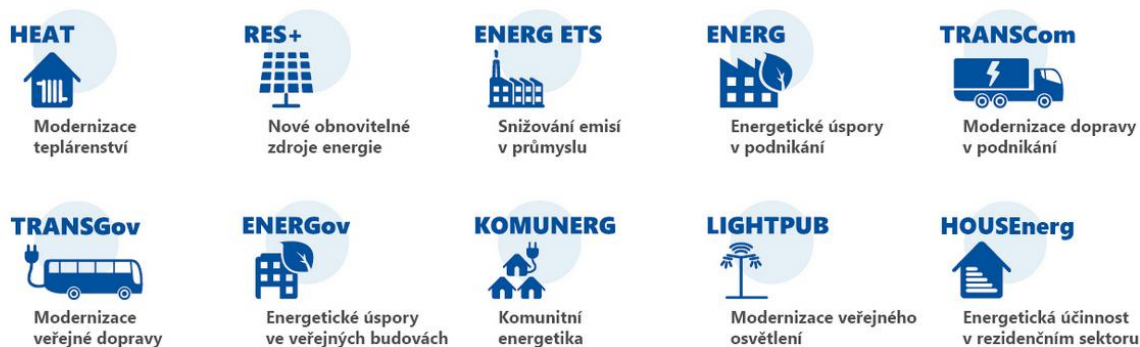 HEAT
Modernizace
teplárenství
RES+
Nové obnovitelné
zdroje energie
ENERG ETS
Snižování emisí
v průmyslu
ENERG
Energetické úspory
v podnikání
TRANSCom
Modernizace dopravy
v podnikání
TRANSGov
Modernizace
veřejné dopravy
ENERGov
Energetické úspory
ve veřejných budovách
KOMUNERG
Komunitní
energetika
LIGHTPUB
Modernizace veřejného
osvětlení
HOUSEnerg
Energetická účinnost
v rezidenčním sektoru